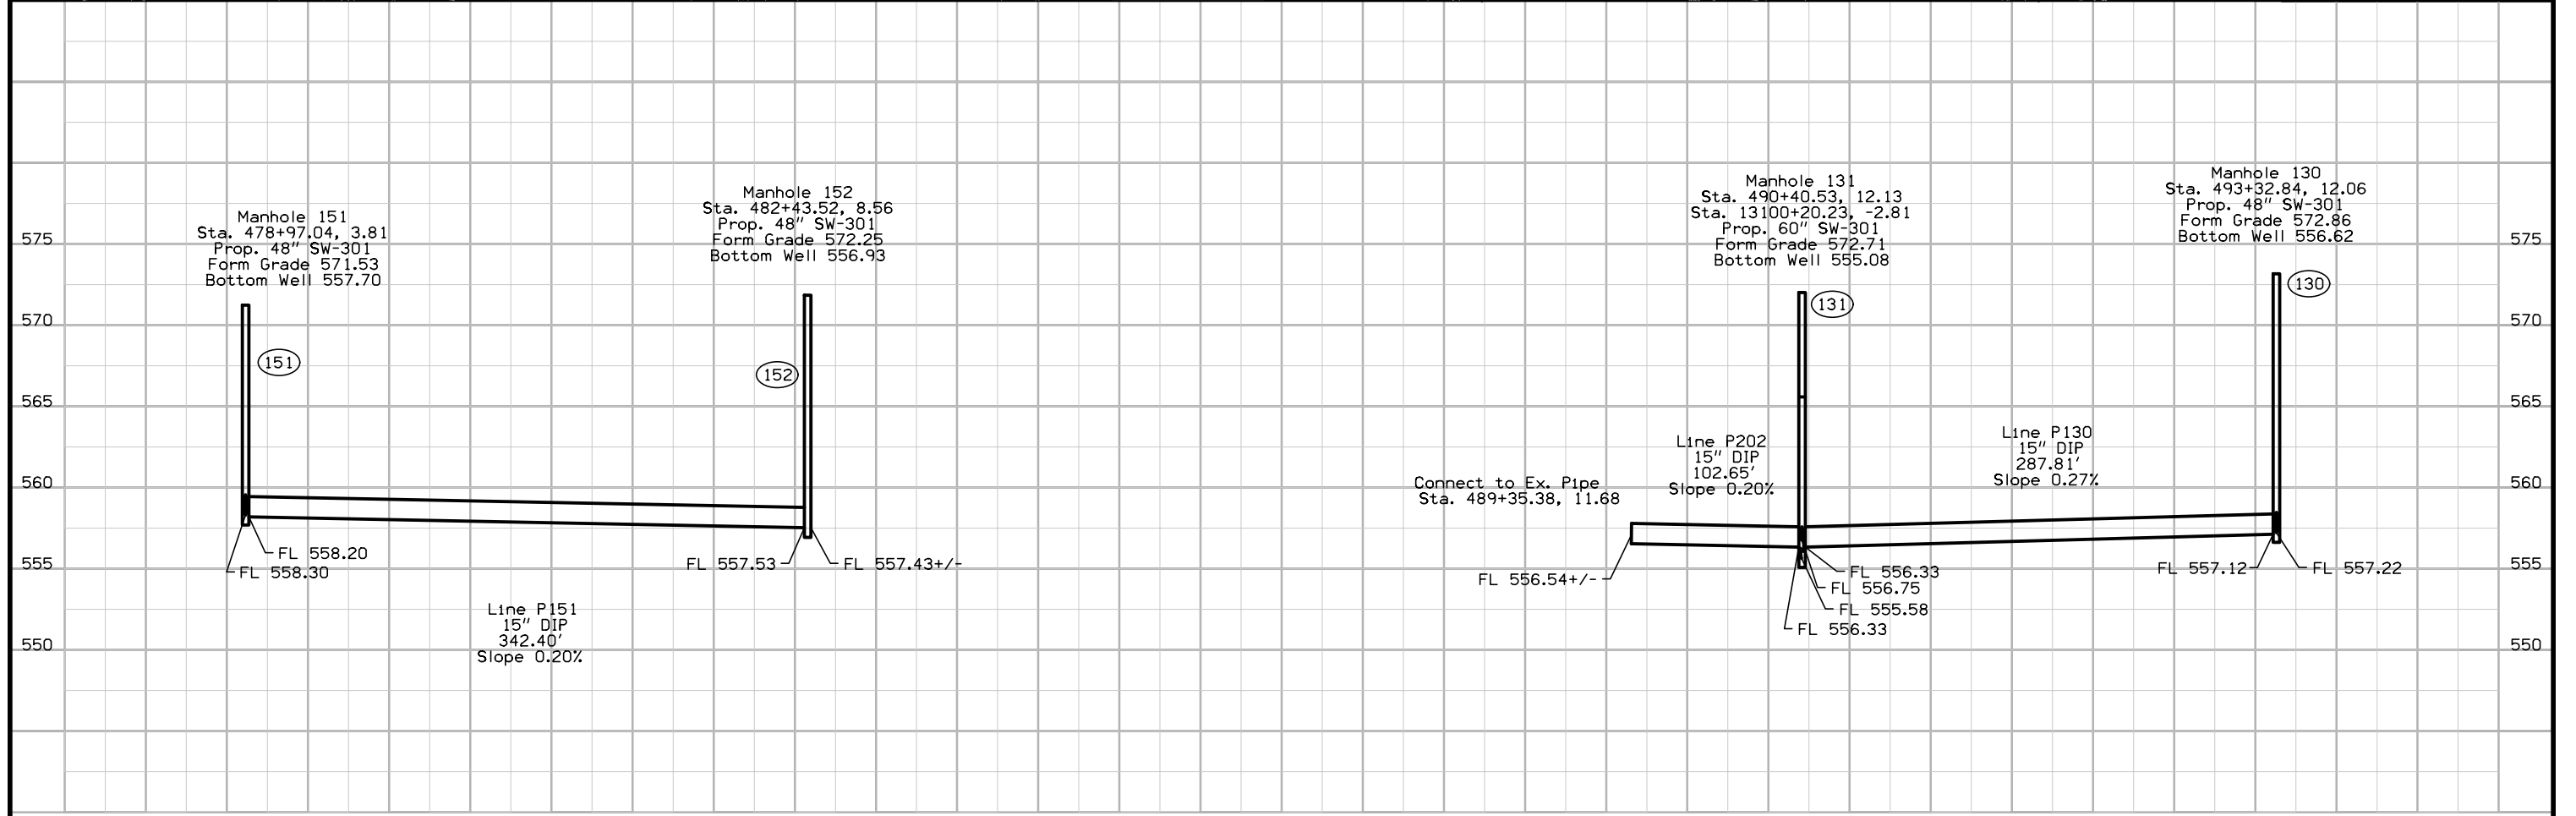 Manhole 151
Sta. 478+97.04, 3.81
Prop. 48" SW-301
Form Grade 571.53
Bottom Well 557.70
Manhole 152
Sta. 482+43.52, 8.56
Prop. 48" SW-301
Form Grade 572.25
Bottom Well 556.93
Manhole 131
Sta. 490+40.53, 12.13
Sta. 13100+20.23, -2.81
Prop. 60" SW-301
Form Grade 572.71
Bottom Well 555.08
Manhole 130
Sta. 493+32.84, 12.06
Prop. 48" SW-301
Form Grade 572.86
Bottom Well 556.62
575
575
570
570
565
565
560
560
555
555
550
550
151
152
131
130
Connect to Ex. Pipe
Sta. 489+35.38, 11.68
Line P202
15" DIP
102.65'
Slope 0.20%
Line P130
15" DIP
287.81'
Slope 0.27%
FL 558.20
FL 558.30
FL 557.53
FL 557.43+/-
FL 556.54+/-
FL 556.33
FL 556.75
FL 555.58
FL 556.33
FL 557.12
FL 557.22
Line P151
15" DIP
342.40'
Slope 0.20%